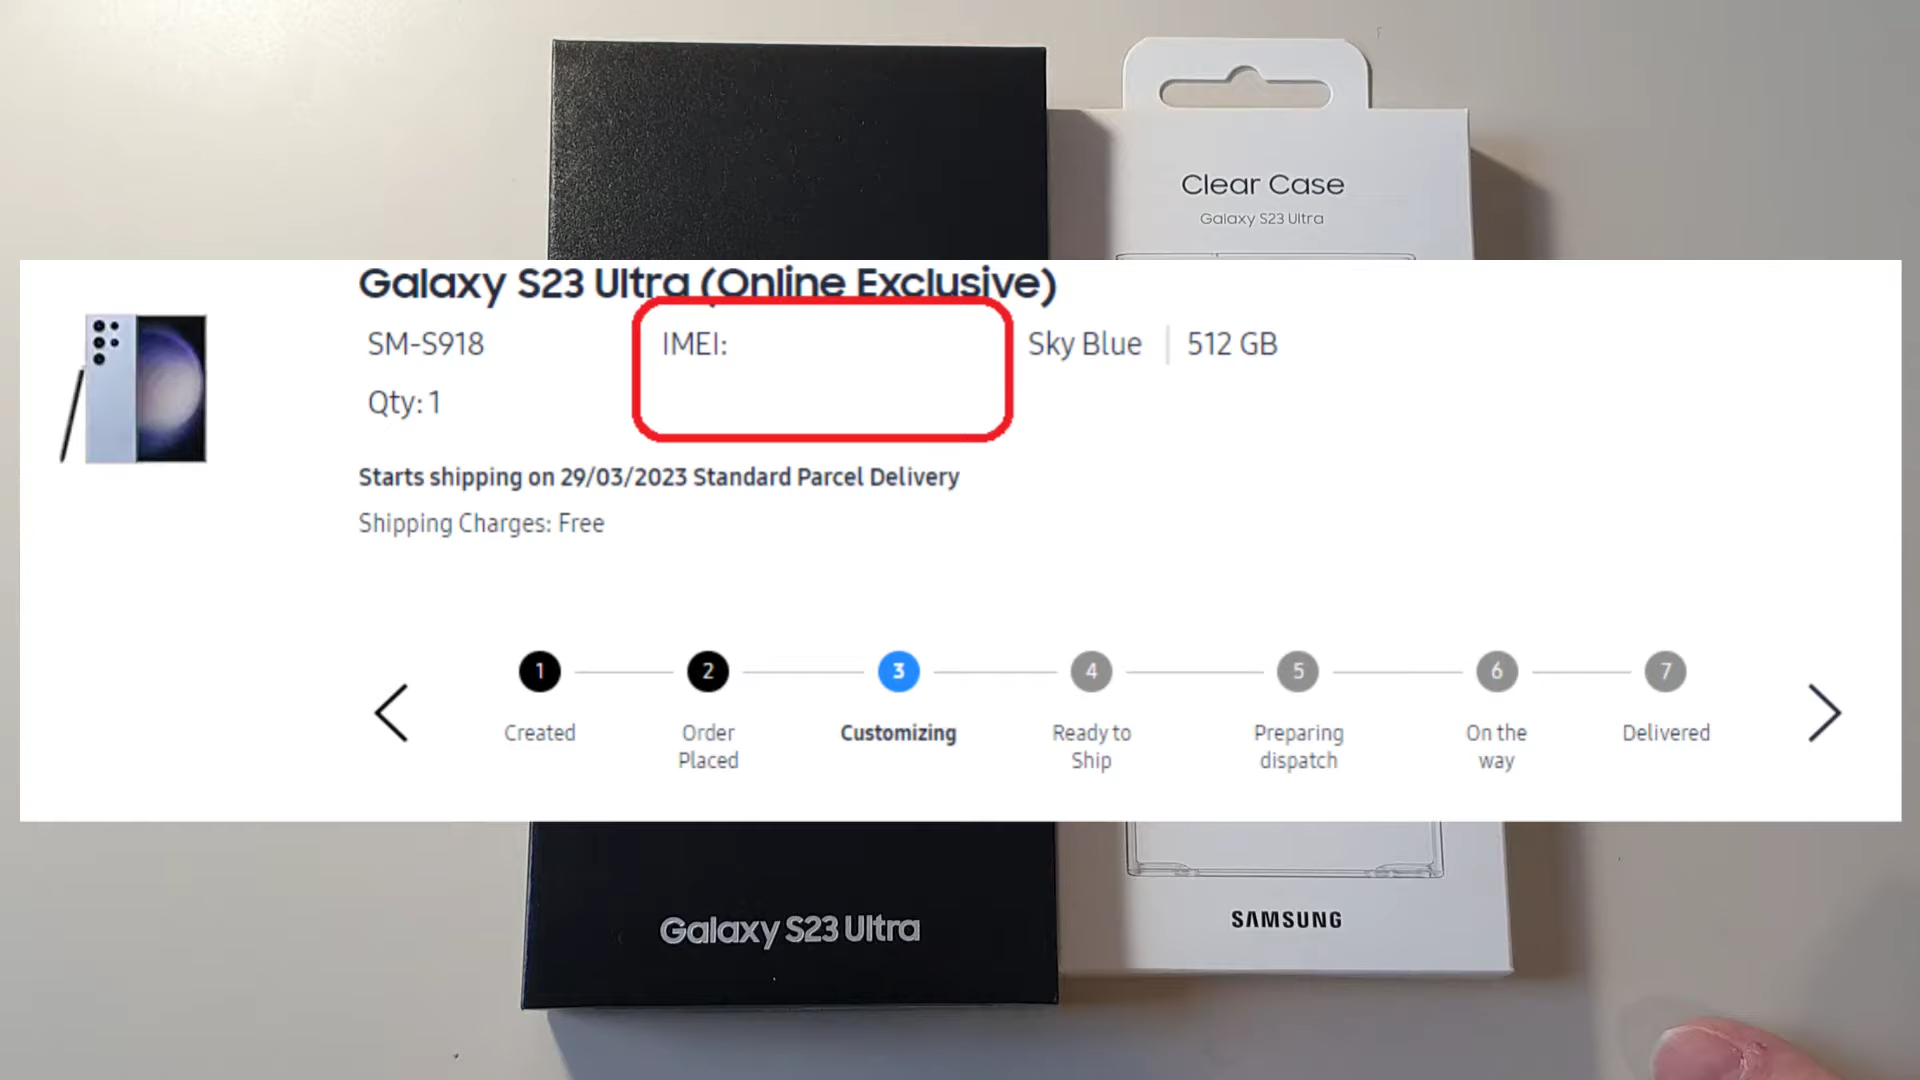 Clear Case
Galaxy S23 Ultra
Galaxy S23 Ultra (Online Exclusive)
SM-S918
IMEI:
Sky Blue
512 GB
Qty: 1
Starts shipping on 29/03/2023 Standard Parcel Delivery
Shipping Charges: Free
1
2
3
4
5
6
7
Created
Order
Placed
Customizing
Ready to
Ship
Preparing
dispatch
On the
way
Delivered
Galaxy S23 Ultra
SAMSUNG